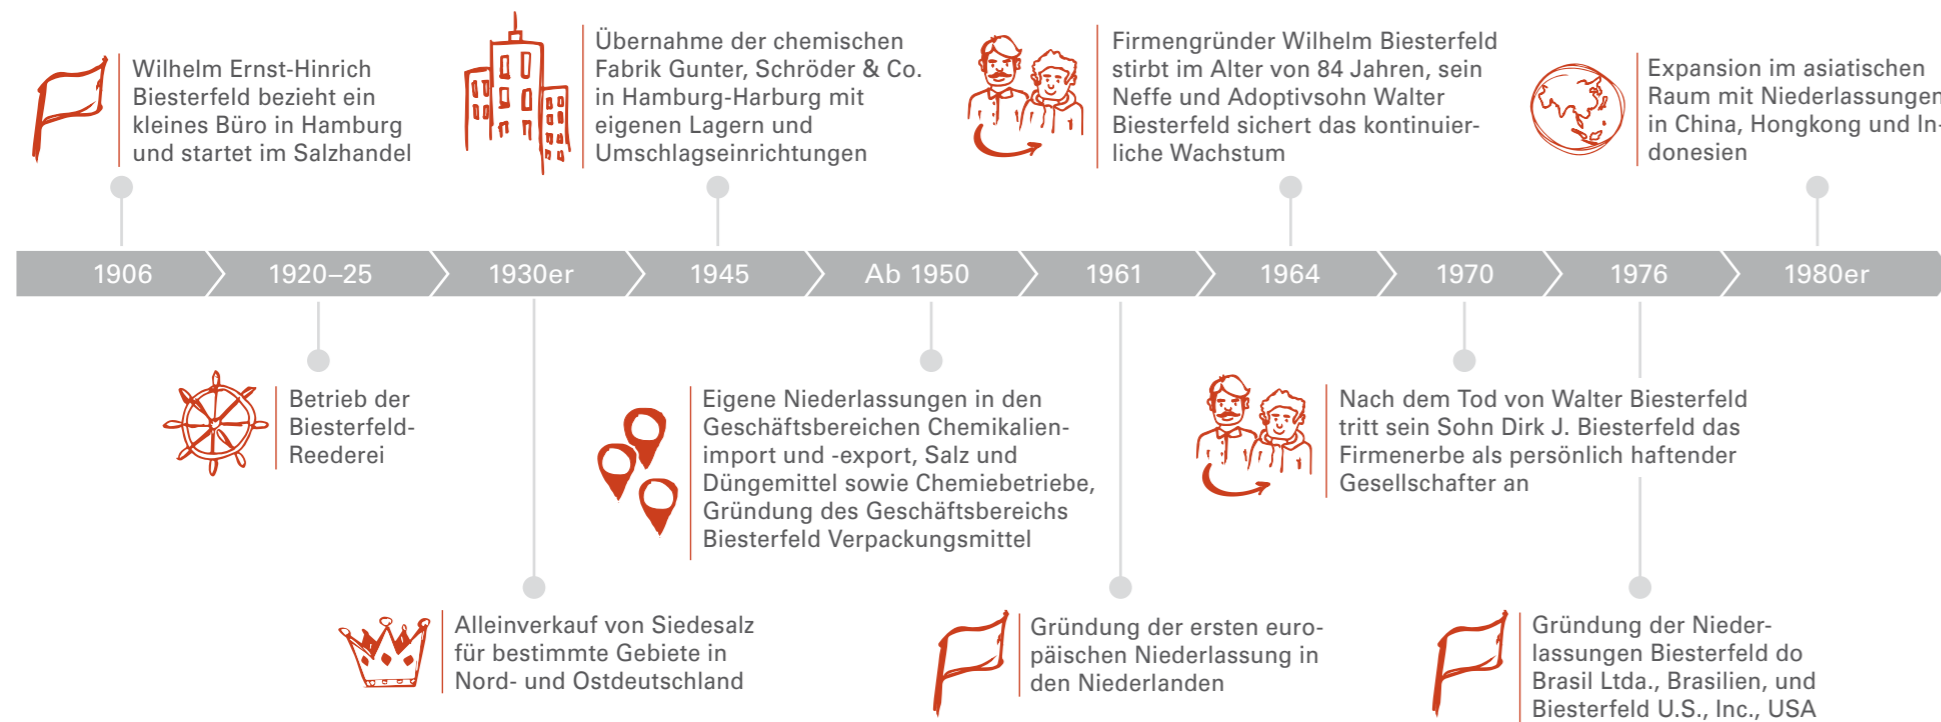 Wilhelm Ernst-Hinrich
Biesterfeld bezieht ein
kleines Büro in Hamburg
und startet im Salzhandel
Übernahme der chemischen
Fabrik Gunter, Schröder & Co.
in Hamburg-Harburg mit
eigenen Lagern und
Umschlagseinrichtungen
Firmengründer Wilhelm Biesterfeld
stirbt im Alter von 84 Jahren, sein
Neffe und Adoptivsohn Walter
Biesterfeld sichert das kontinuier-
liche Wachstum
Expansion im asiatischen
Raum mit Niederlassungen
in China, Hongkong und In-
donesien
1906
1920–25
1930er
1945
Ab 1950
1961
1964
1970
1976
1980er
Betrieb der
Biesterfeld-
Reederei
Eigene Niederlassungen in den
Geschäftsbereichen Chemikalien-
import und -export, Salz und
Düngemittel sowie Chemiebetriebe,
Gründung des Geschäftsbereichs
Biesterfeld Verpackungsmittel
Nach dem Tod von Walter Biesterfeld
tritt sein Sohn Dirk J. Biesterfeld das
Firmenerbe als persönlich haftender
Gesellschafter an
Alleinverkauf von Siedesalz
für bestimmte Gebiete in
Nord- und Ostdeutschland
Gründung der ersten euro-
päischen Niederlassung in
den Niederlanden
Gründung der Nieder-
lassungen Biesterfeld do
Brasil Ltda., Brasilien, und
Biesterfeld U.S., Inc., USA